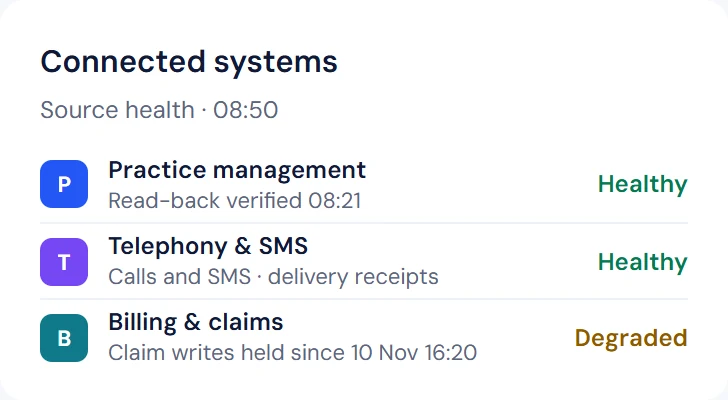 Connected systems
Source health · 08:50
P
Practice management
Read-back verified 08:21
Healthy
T
Telephony & SMS
Calls and SMS · delivery receipts
Healthy
B
Billing & claims
Claim writes held since 10 Nov 16:20
Degraded